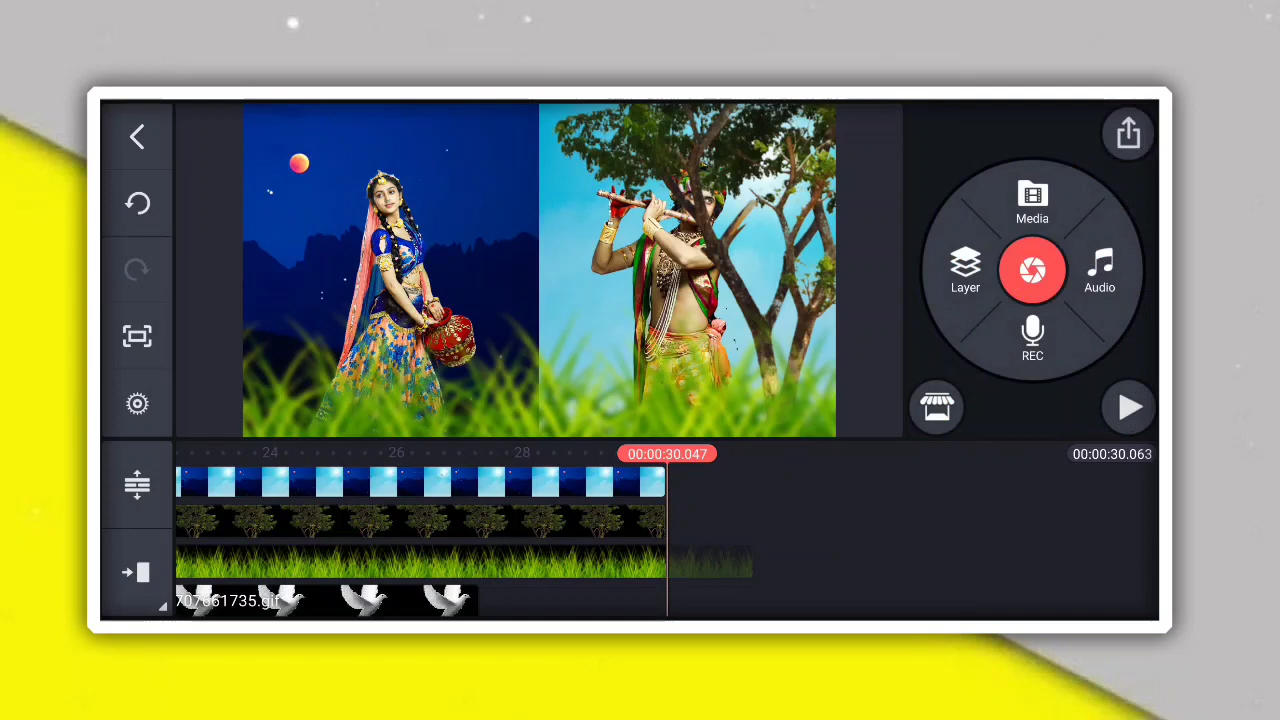 Media
Layer
Audio
REC
24
26
28
00:00:30.047
00:00:30.063
707661735.gif